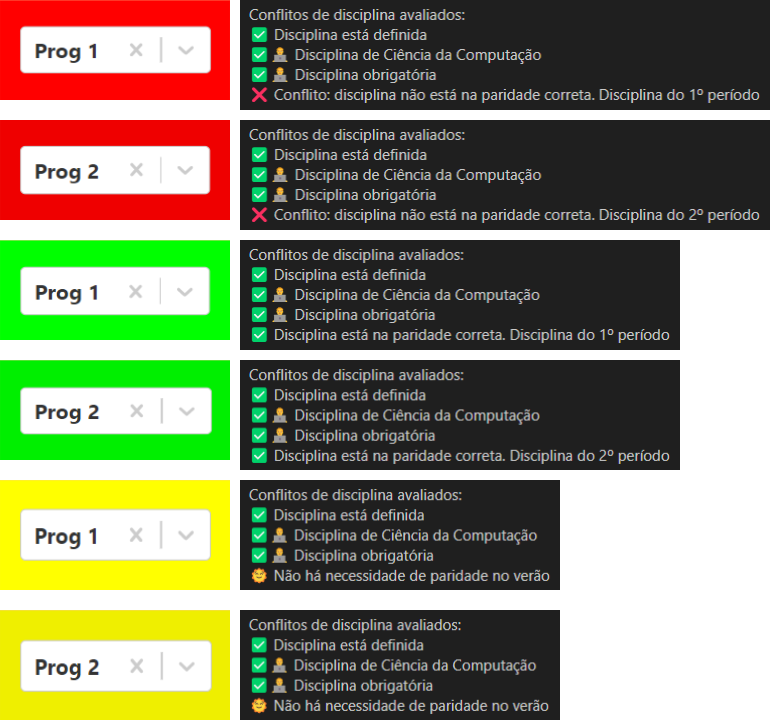 Prog 1
Conflitos de disciplina avaliados:
✅ Disciplina está definida
✅ 👨‍💻 Disciplina de Ciência da Computação
✅ 👨‍💻 Disciplina obrigatória
❌ Conflito: disciplina não está na paridade correta. Disciplina do 1º período
Prog 2
Conflitos de disciplina avaliados:
✅ Disciplina está definida
✅ 👨‍💻 Disciplina de Ciência da Computação
✅ 👨‍💻 Disciplina obrigatória
❌ Conflito: disciplina não está na paridade correta. Disciplina do 2º período
Prog 1
Conflitos de disciplina avaliados:
✅ Disciplina está definida
✅ 👨‍💻 Disciplina de Ciência da Computação
✅ 👨‍💻 Disciplina obrigatória
✅ Disciplina está na paridade correta. Disciplina do 1º período
Prog 2
Conflitos de disciplina avaliados:
✅ Disciplina está definida
✅ 👨‍💻 Disciplina de Ciência da Computação
✅ 👨‍💻 Disciplina obrigatória
✅ Disciplina está na paridade correta. Disciplina do 2º período
Prog 1
Conflitos de disciplina avaliados:
✅ Disciplina está definida
✅ 👨‍💻 Disciplina de Ciência da Computação
✅ 👨‍💻 Disciplina obrigatória
🌞 Não há necessidade de paridade no verão
Prog 2
Conflitos de disciplina avaliados:
✅ Disciplina está definida
✅ 👨‍💻 Disciplina de Ciência da Computação
✅ 👨‍💻 Disciplina obrigatória
🌞 Não há necessidade de paridade no verão